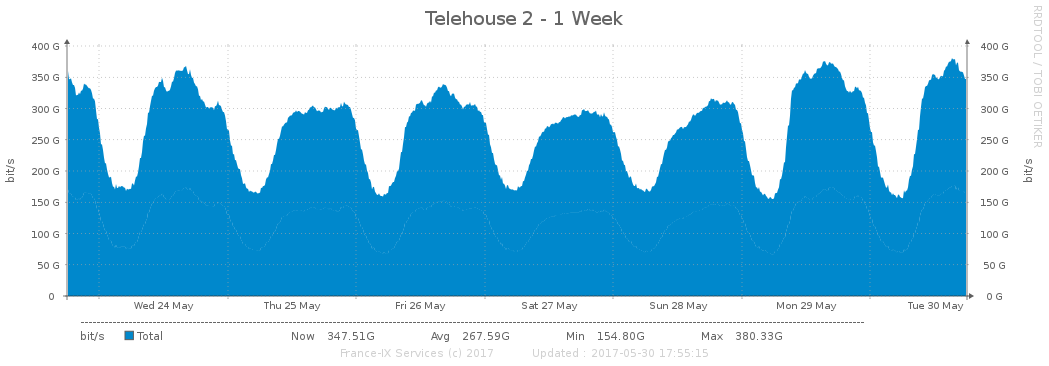 Telehouse 2 - 1 Week
RRDTOOL / TOBI OETIKER
400 G 400 G
350 G 350 G
300 G 300 G
250 G 250 G
200 G 200 G
150 G 150 G
100 G 100 G
50 G 50 G
0 0 G
bit/s
bit/s
Wed 24 May Thu 25 May Fri 26 May Sat 27 May Sun 28 May Mon 29 May Tue 30 May
bit/s Total Now 347.51G Avg 267.59G Min 154.80G Max 380.33G
France-IX Services (c) 2017 Updated : 2017-05-30 17:55:15